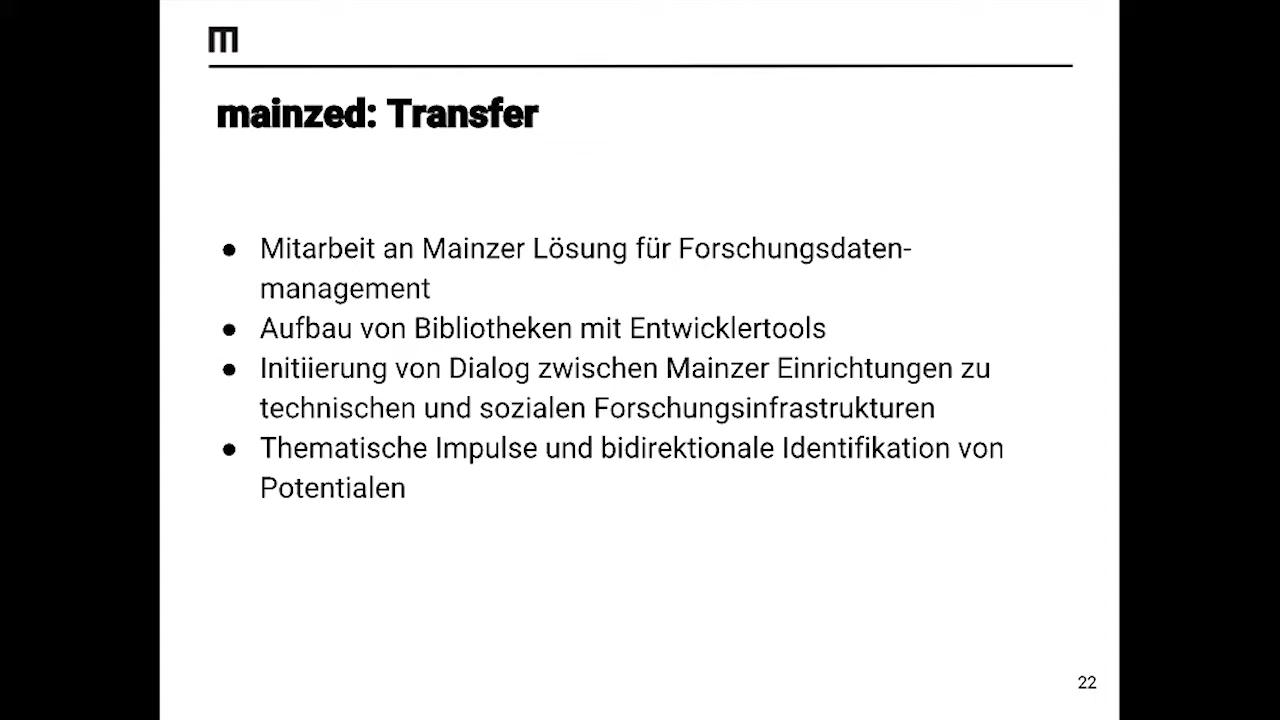 m
mainzed: Transfer
● Mitarbeit an Mainzer Lösung für Forschungsdaten-
management
● Aufbau von Bibliotheken mit Entwicklertools
● Initiierung von Dialog zwischen Mainzer Einrichtungen zu
technischen und sozialen Forschungsinfrastrukturen
● Thematische Impulse und bidirektionale Identifikation von
Potentialen
22